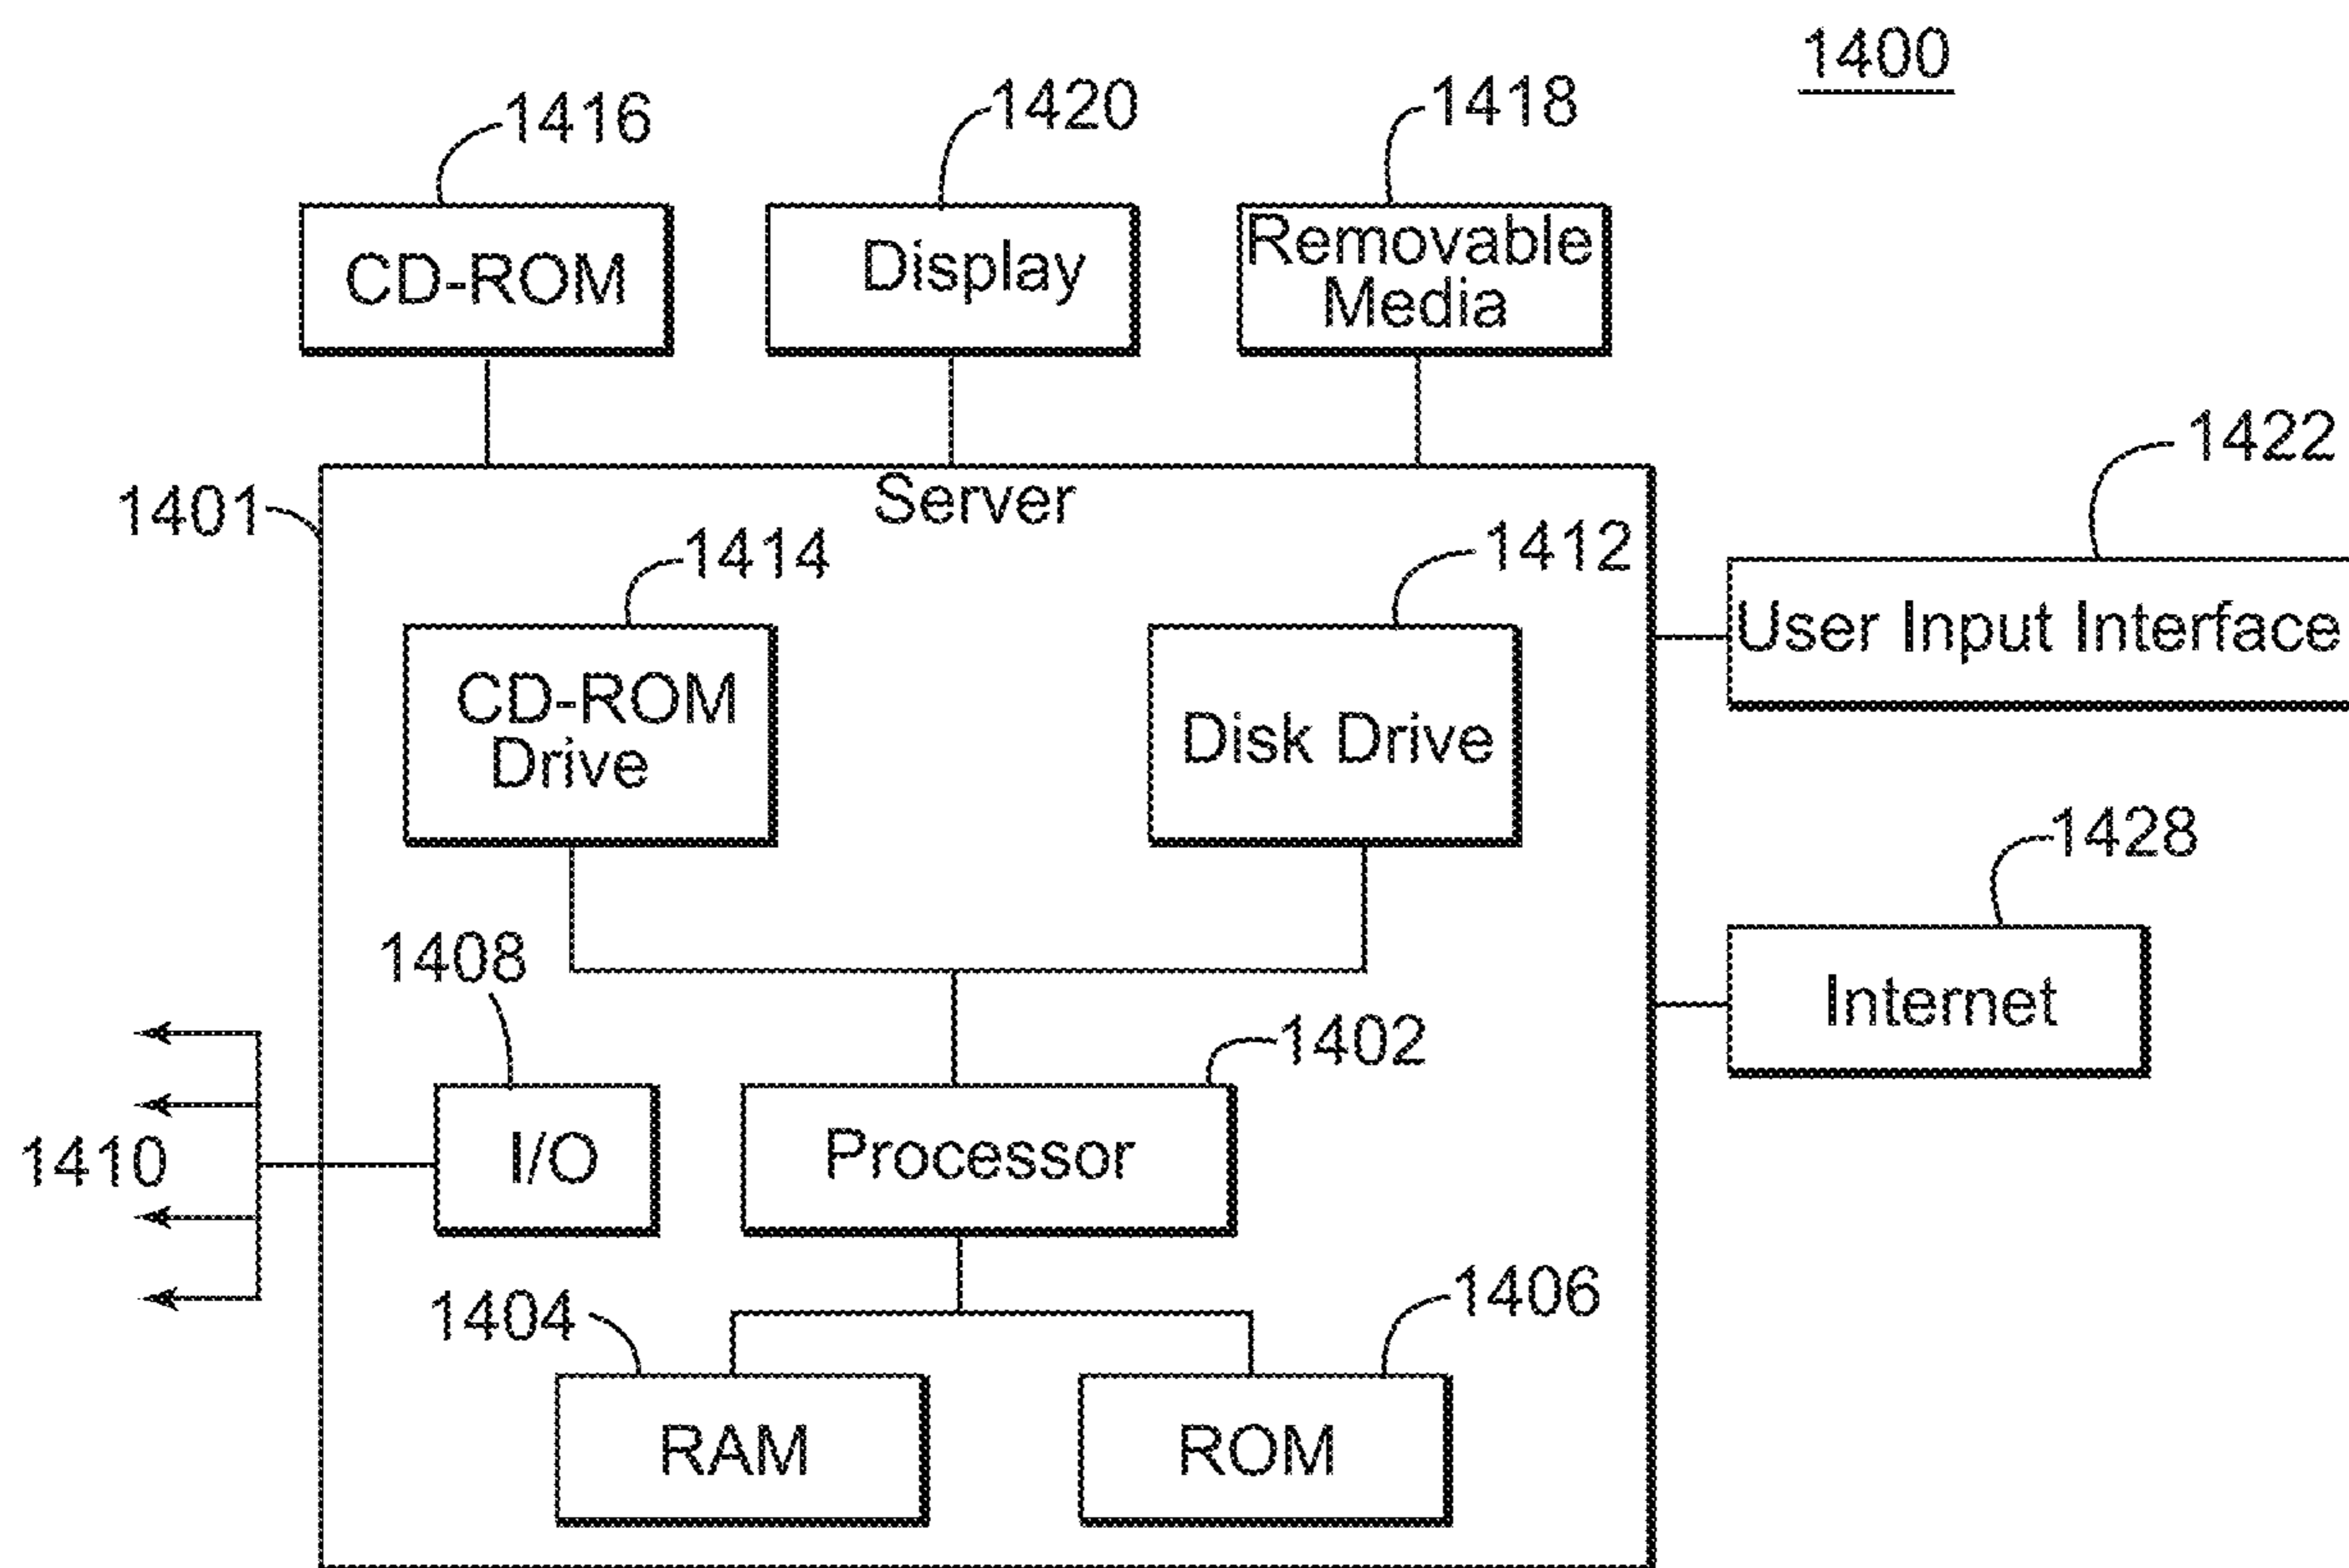 1400
1416
1420
1418
CD-ROM
Display
Removable
Media
1422
1401
Server
1414
1412
User Input Interface
CD-ROM
Drive
Disk Drive
1428
1408
Internet
1402
1410
I/O
Processor
1404
1406
RAM
ROM